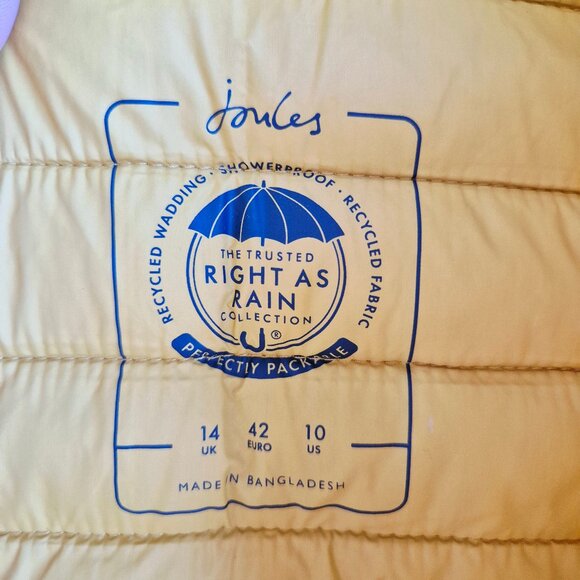 Joules
RECYCLED WADDING · SHOWERPROOF · RECYCLED FABRIC
THE TRUSTED
RIGHT AS
RAIN
COLLECTION
®
PERFECTLY PACKABLE
14 42 10
UK EURO US
MADE IN BANGLADESH